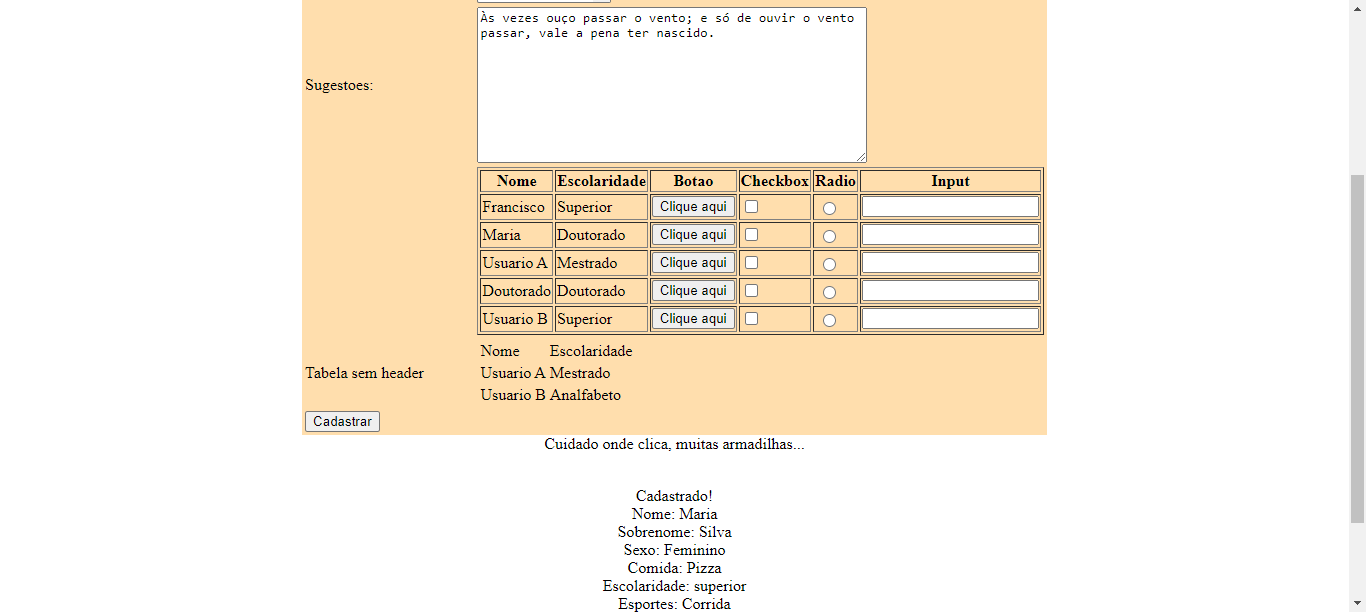 Às vezes ouço passar o vento; e só de ouvir o vento
passar, vale a pena ter nascido.
Sugestoes:
Nome Escolaridade Botao Checkbox Radio Input
Francisco Superior Clique aqui
Maria Doutorado Clique aqui
Usuario A Mestrado Clique aqui
Doutorado Doutorado Clique aqui
Usuario B Superior Clique aqui
Nome Escolaridade
Tabela sem header Usuario A Mestrado
Usuario B Analfabeto
Cadastrar
Cuidado onde clica, muitas armadilhas...
Cadastrado!
Nome: Maria
Sobrenome: Silva
Sexo: Feminino
Comida: Pizza
Escolaridade: superior
Esportes: Corrida